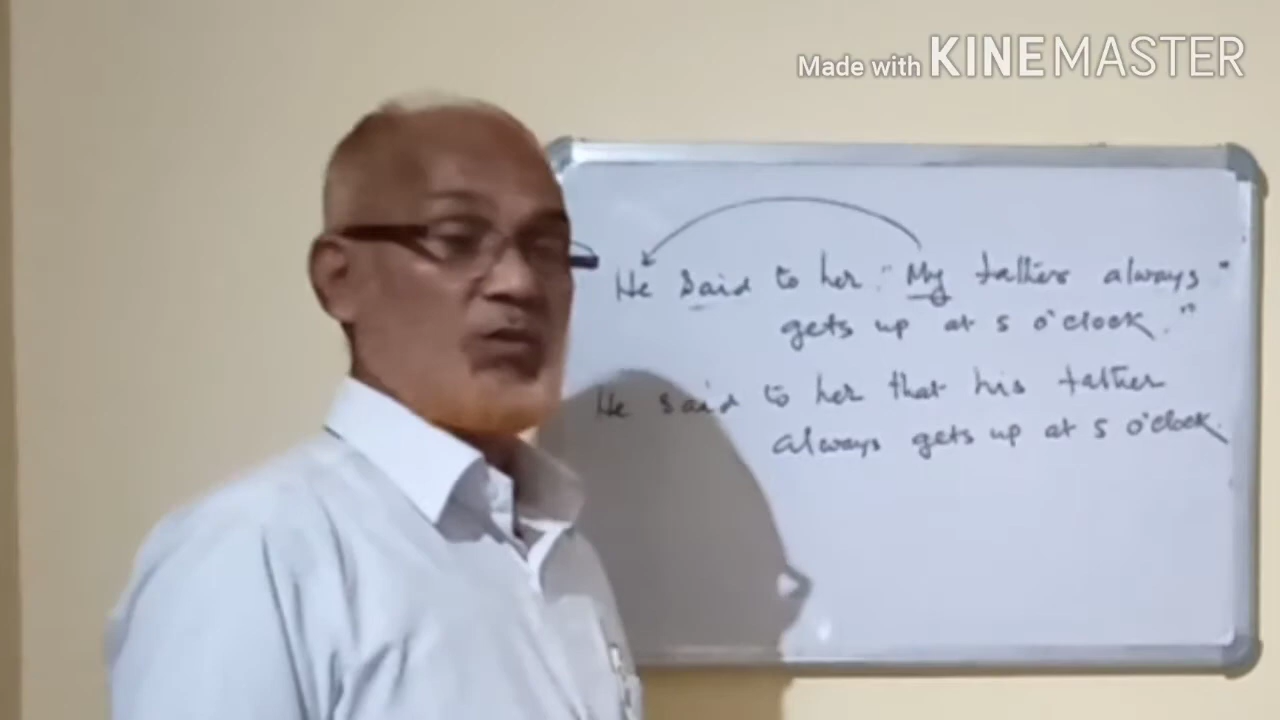 Made with KINEMASTER
He said to her "My father always"
gets up at 5 o'clock."
He said to her that his father
always gets up at 5 o'clock.